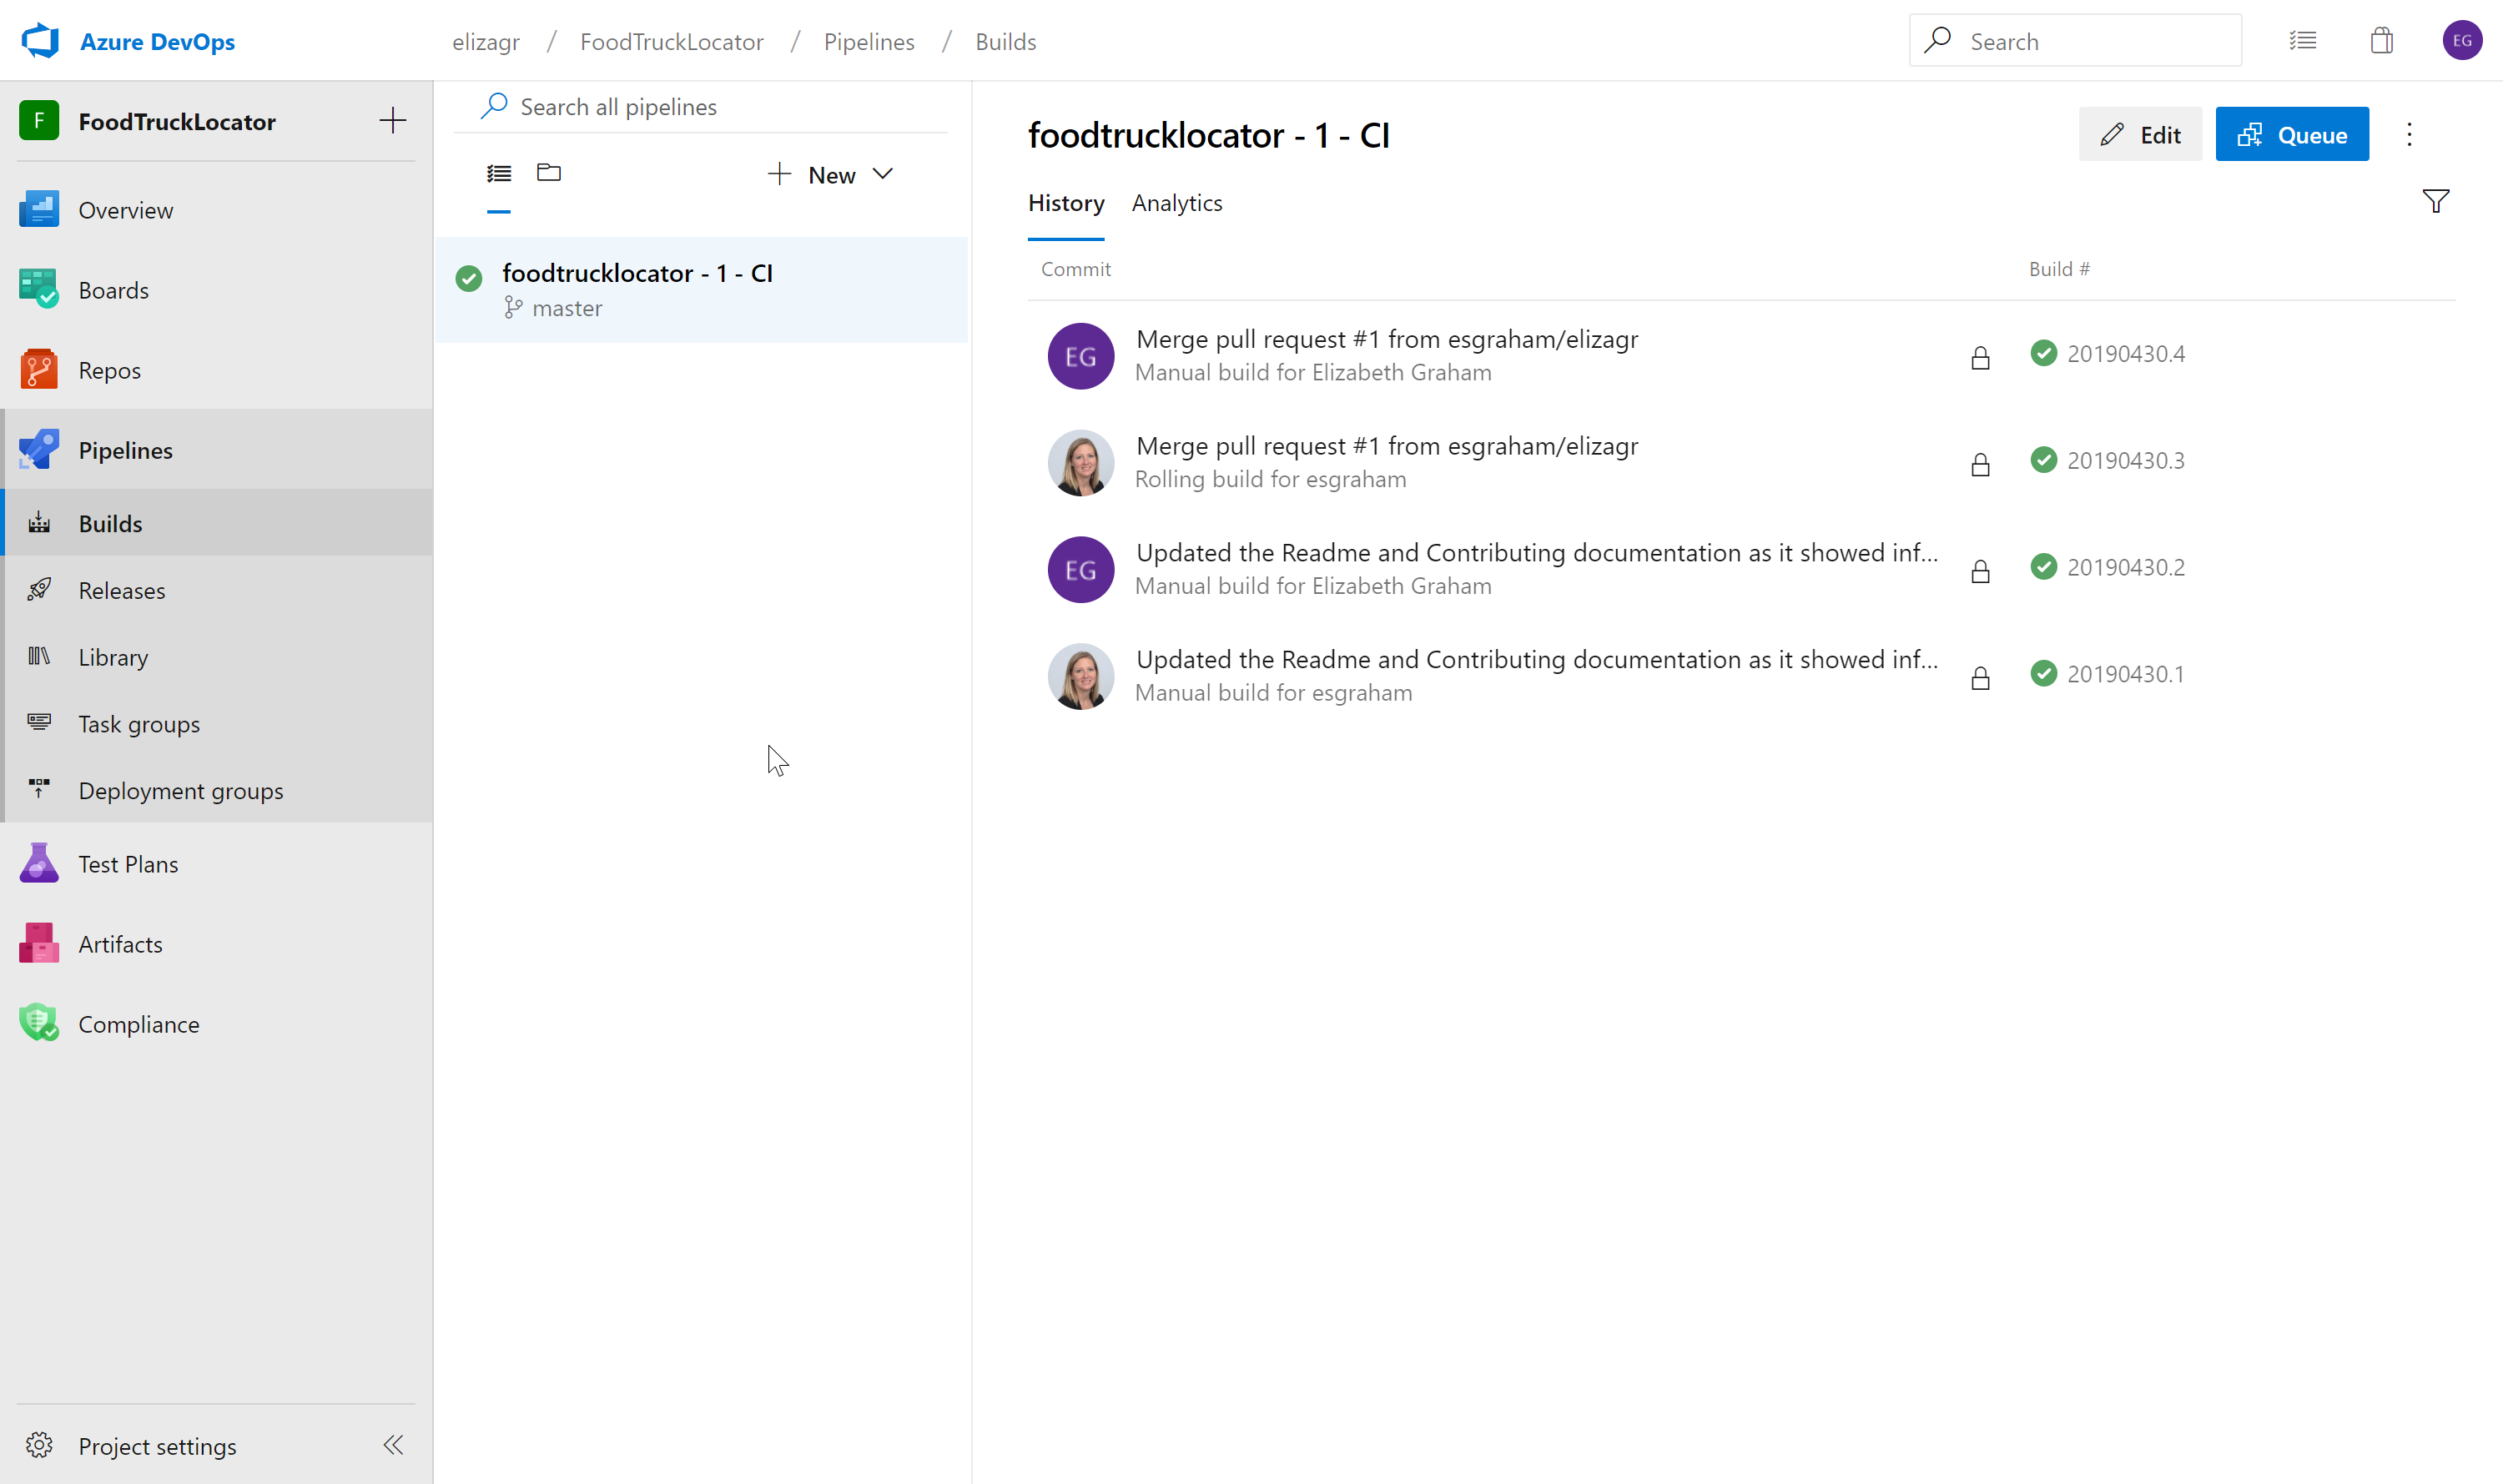 Azure DevOps
elizagr / FoodTruckLocator / Pipelines / Builds
Search
EG
F FoodTruckLocator
Overview
Boards
Repos
Pipelines
Builds
Releases
Library
Task groups
Deployment groups
Test Plans
Artifacts
Compliance
Project settings
Search all pipelines
New
foodtrucklocator - 1 - CI
master
foodtrucklocator - 1 - CI
Edit
Queue
History Analytics
Commit Build #
EG
Merge pull request #1 from esgraham/elizagr
Manual build for Elizabeth Graham
20190430.4
Merge pull request #1 from esgraham/elizagr
Rolling build for esgraham
20190430.3
EG
Updated the Readme and Contributing documentation as it showed inf...
Manual build for Elizabeth Graham
20190430.2
Updated the Readme and Contributing documentation as it showed inf...
Manual build for esgraham
20190430.1